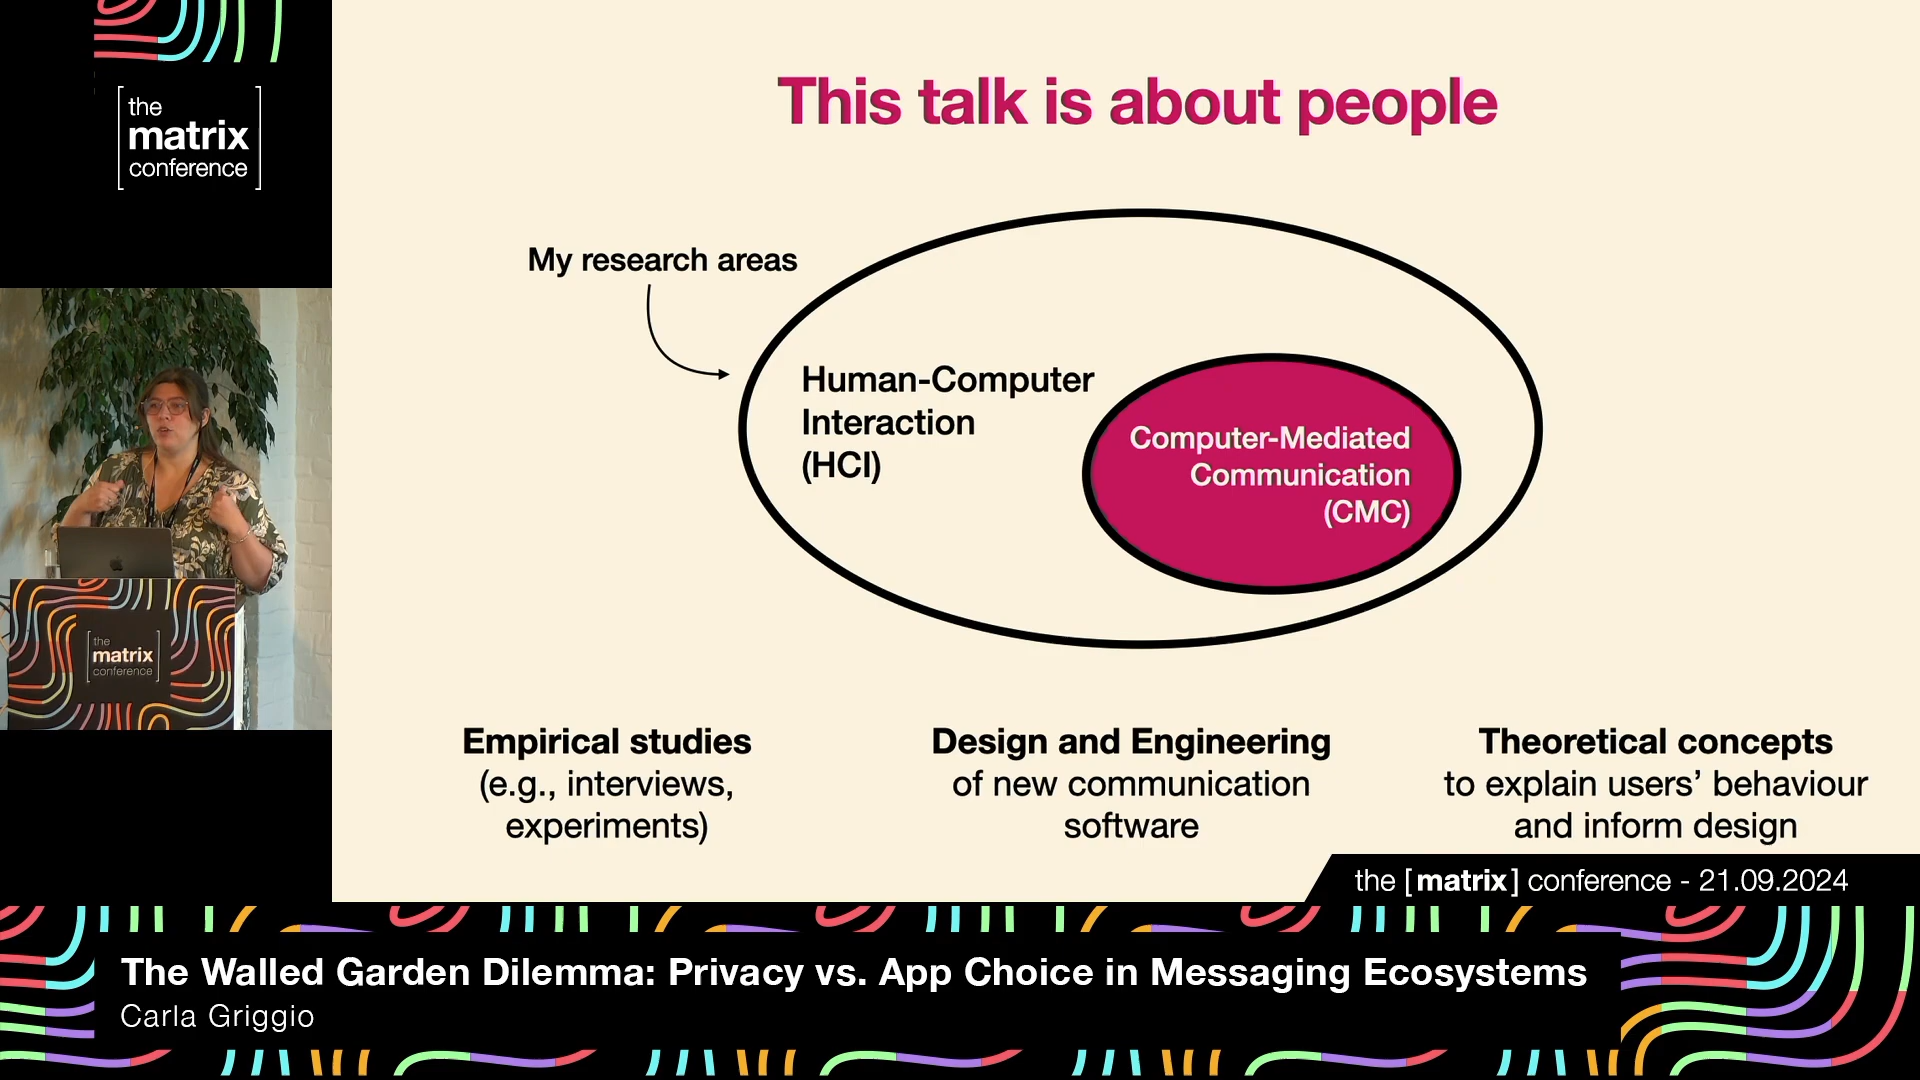 the
matrix
conference
This talk is about people
My research areas
Human-Computer
Interaction
(HCI)
Computer-Mediated
Communication
(CMC)
the
matrix
conference
Empirical studies
(e.g., interviews,
experiments)
Design and Engineering
of new communication
software
Theoretical concepts
to explain users’ behaviour
and inform design
the [matrix] conference - 21.09.2024
The Walled Garden Dilemma: Privacy vs. App Choice in Messaging Ecosystems
Carla Griggio